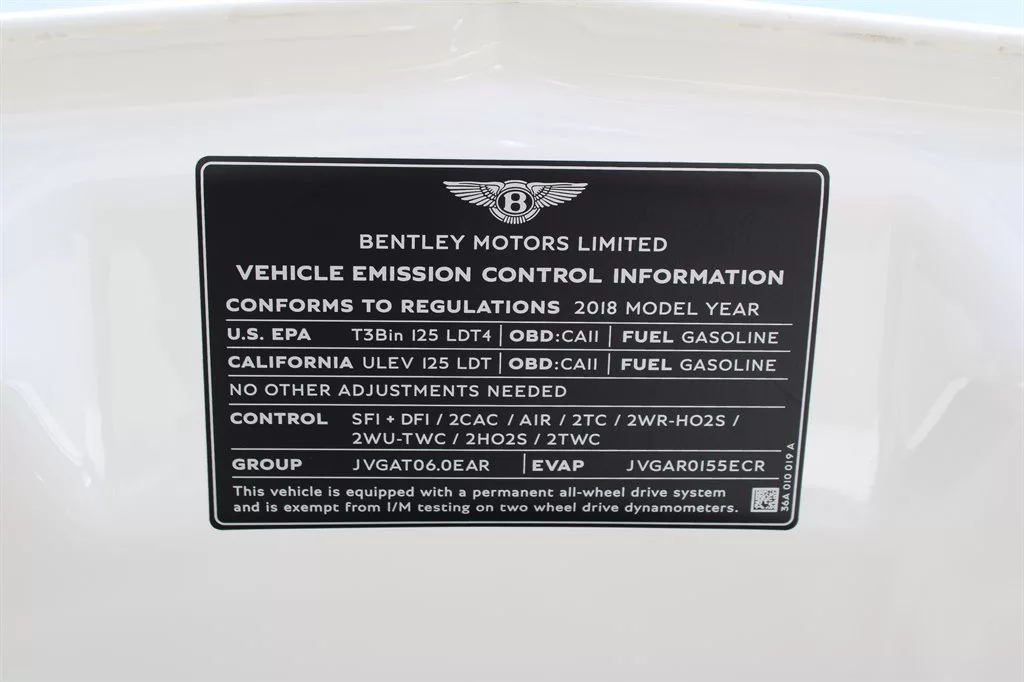 B
BENTLEY MOTORS LIMITED
VEHICLE EMISSION CONTROL INFORMATION
CONFORMS TO REGULATIONS 2018 MODEL YEAR
U.S. EPA T3Bin 125 LDT4 | OBD:CAII | FUEL GASOLINE
CALIFORNIA ULEV 125 LDT | OBD:CAII | FUEL GASOLINE
NO OTHER ADJUSTMENTS NEEDED
CONTROL SFI + DFI / 2CAC / AIR / 2TC / 2WR-HO2S /
2WU-TWC / 2HO2S / 2TWC
GROUP JVGAT06.0EAR | EVAP JVGAR0155ECR
This vehicle is equipped with a permanent all-wheel drive system
and is exempt from I/M testing on two wheel drive dynamometers.
36A 010 019 A